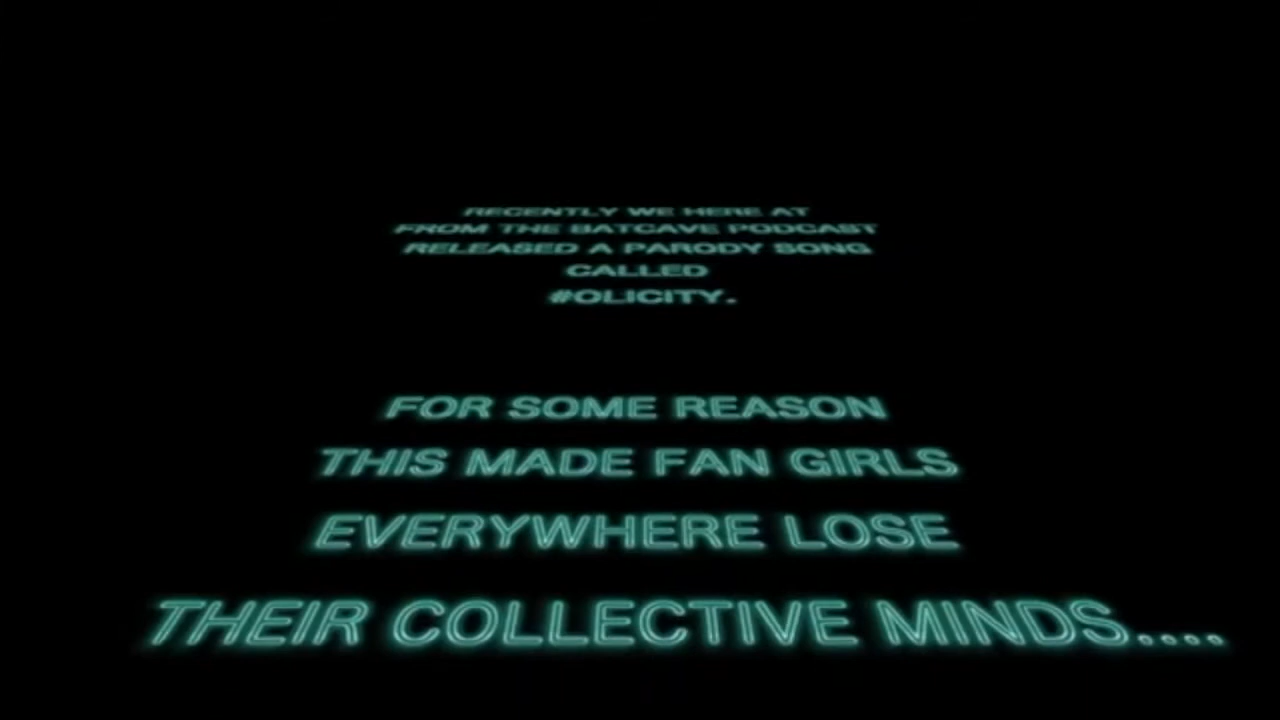 RECENTLY WE HERE AT
FROM THE BATCAVE PODCAST
RELEASED A PARODY SONG
CALLED
#OLICITY.
FOR SOME REASON
THIS MADE FAN GIRLS
EVERYWHERE LOSE
THEIR COLLECTIVE MINDS....